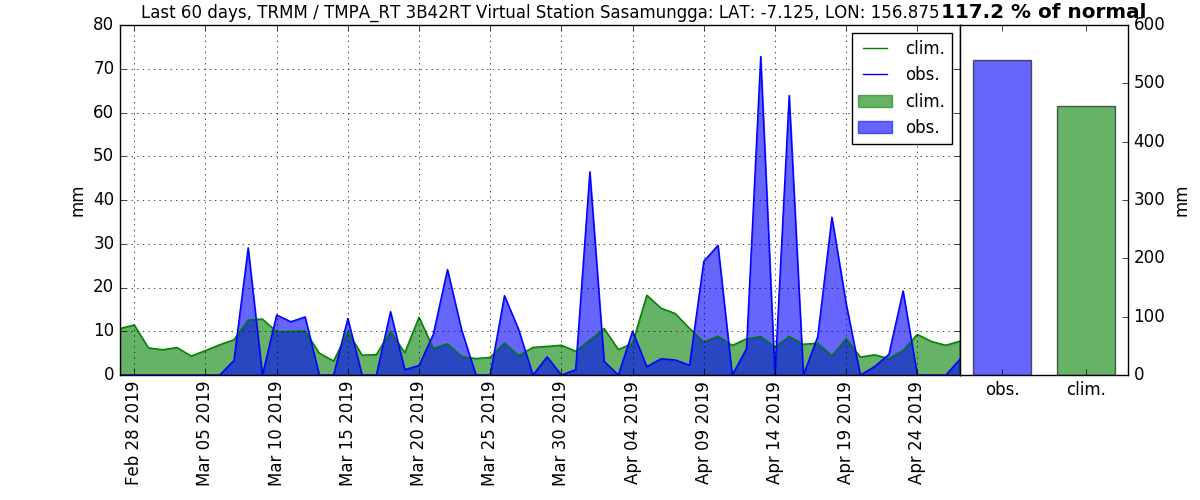 Last 60 days, TRMM / TMPA_RT 3B42RT Virtual Station Sasamungga: LAT: -7.125, LON: 156.875
117.2 % of normal
80
70
60
50
40
30
20
10
0
mm
clim.
obs.
clim.
obs.
Feb 28 2019
Mar 05 2019
Mar 10 2019
Mar 15 2019
Mar 20 2019
Mar 25 2019
Mar 30 2019
Apr 04 2019
Apr 09 2019
Apr 14 2019
Apr 19 2019
Apr 24 2019
600
500
400
300
200
100
0
mm
obs.
clim.